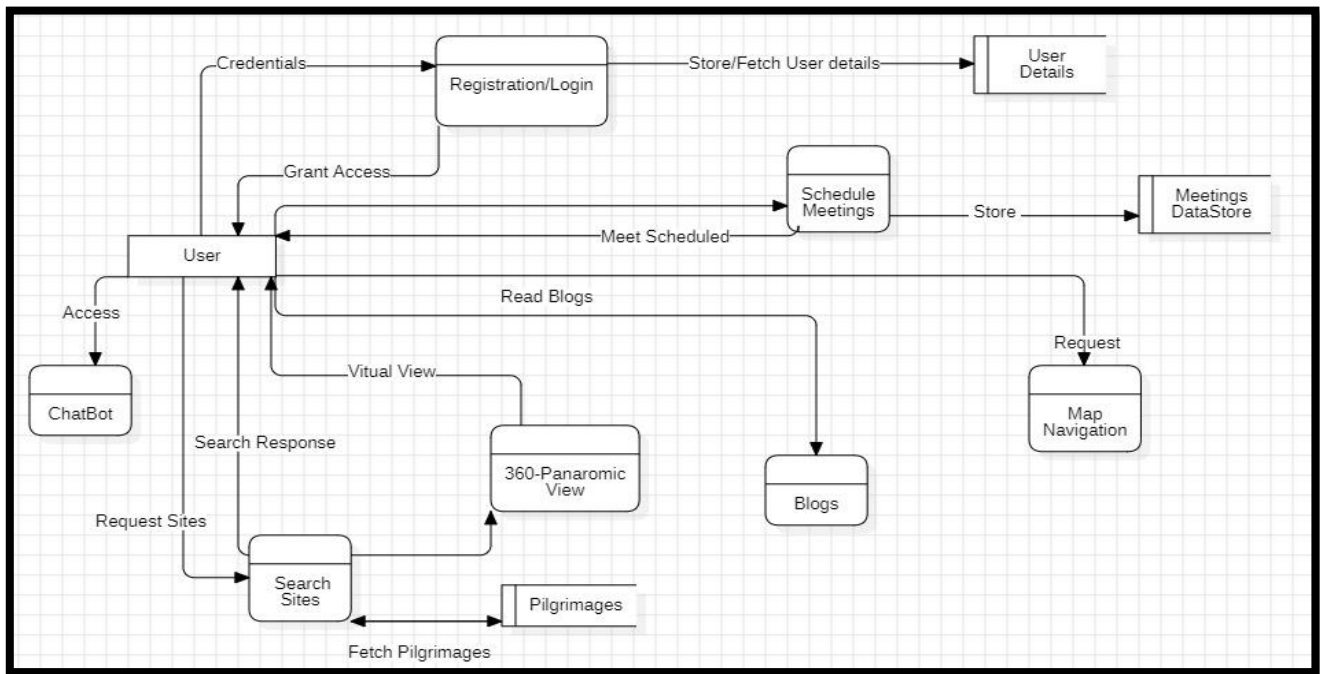 Credentials
Registration/Login
Store/Fetch User details
User
Details
Grant Access
Schedule
Meetings
Store
Meetings
DataStore
Meet Scheduled
User
Read Blogs
Access
Request
Vitual View
ChatBot
Map
Navigation
Search Response
360-Panaromic
View
Blogs
Request Sites
Search
Sites
Pilgrimages
Fetch Pilgrimages